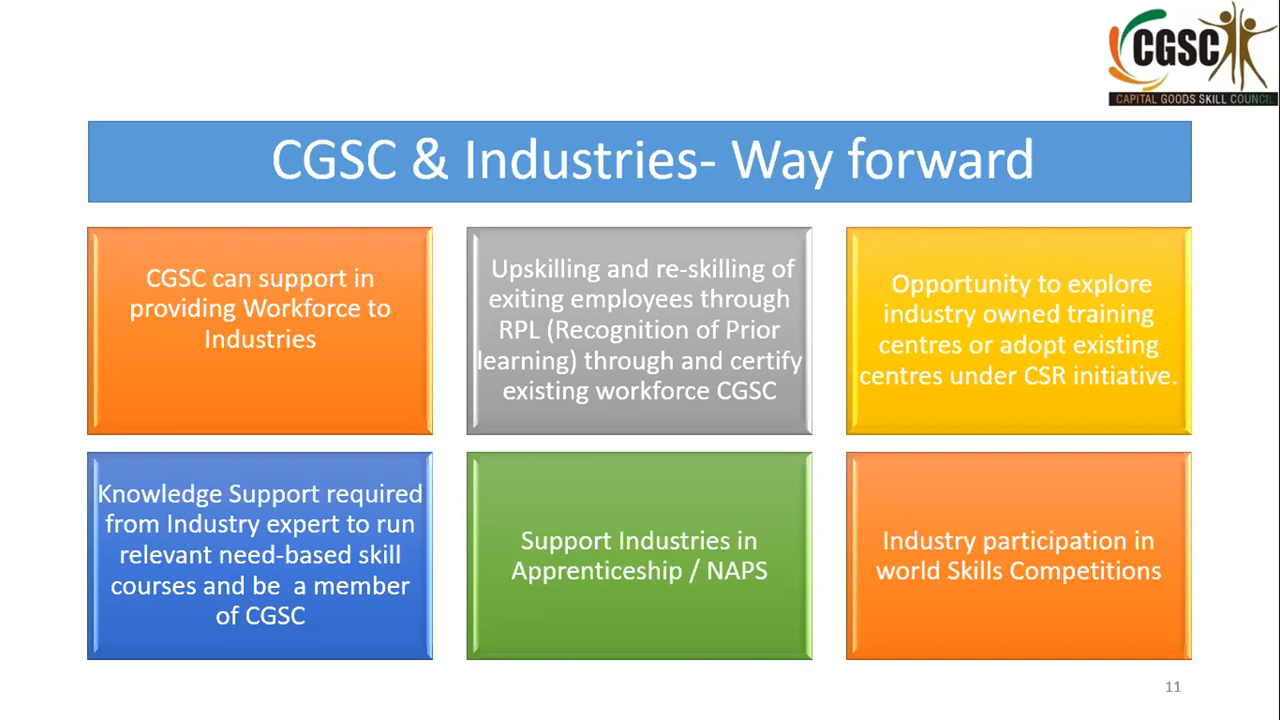 CGSC
CAPITAL GOODS SKILL COUNCIL
CGSC & Industries- Way forward
CGSC can support in
providing Workforce to
Industries
Upskilling and re-skilling of
exiting employees through
RPL (Recognition of Prior
learning) through and certify
existing workforce CGSC
Opportunity to explore
industry owned training
centres or adopt existing
centres under CSR initiative.
Knowledge Support required
from Industry expert to run
relevant need-based skill
courses and be  a member
of CGSC
Support Industries in
Apprenticeship / NAPS
Industry participation in
world Skills Competitions
11